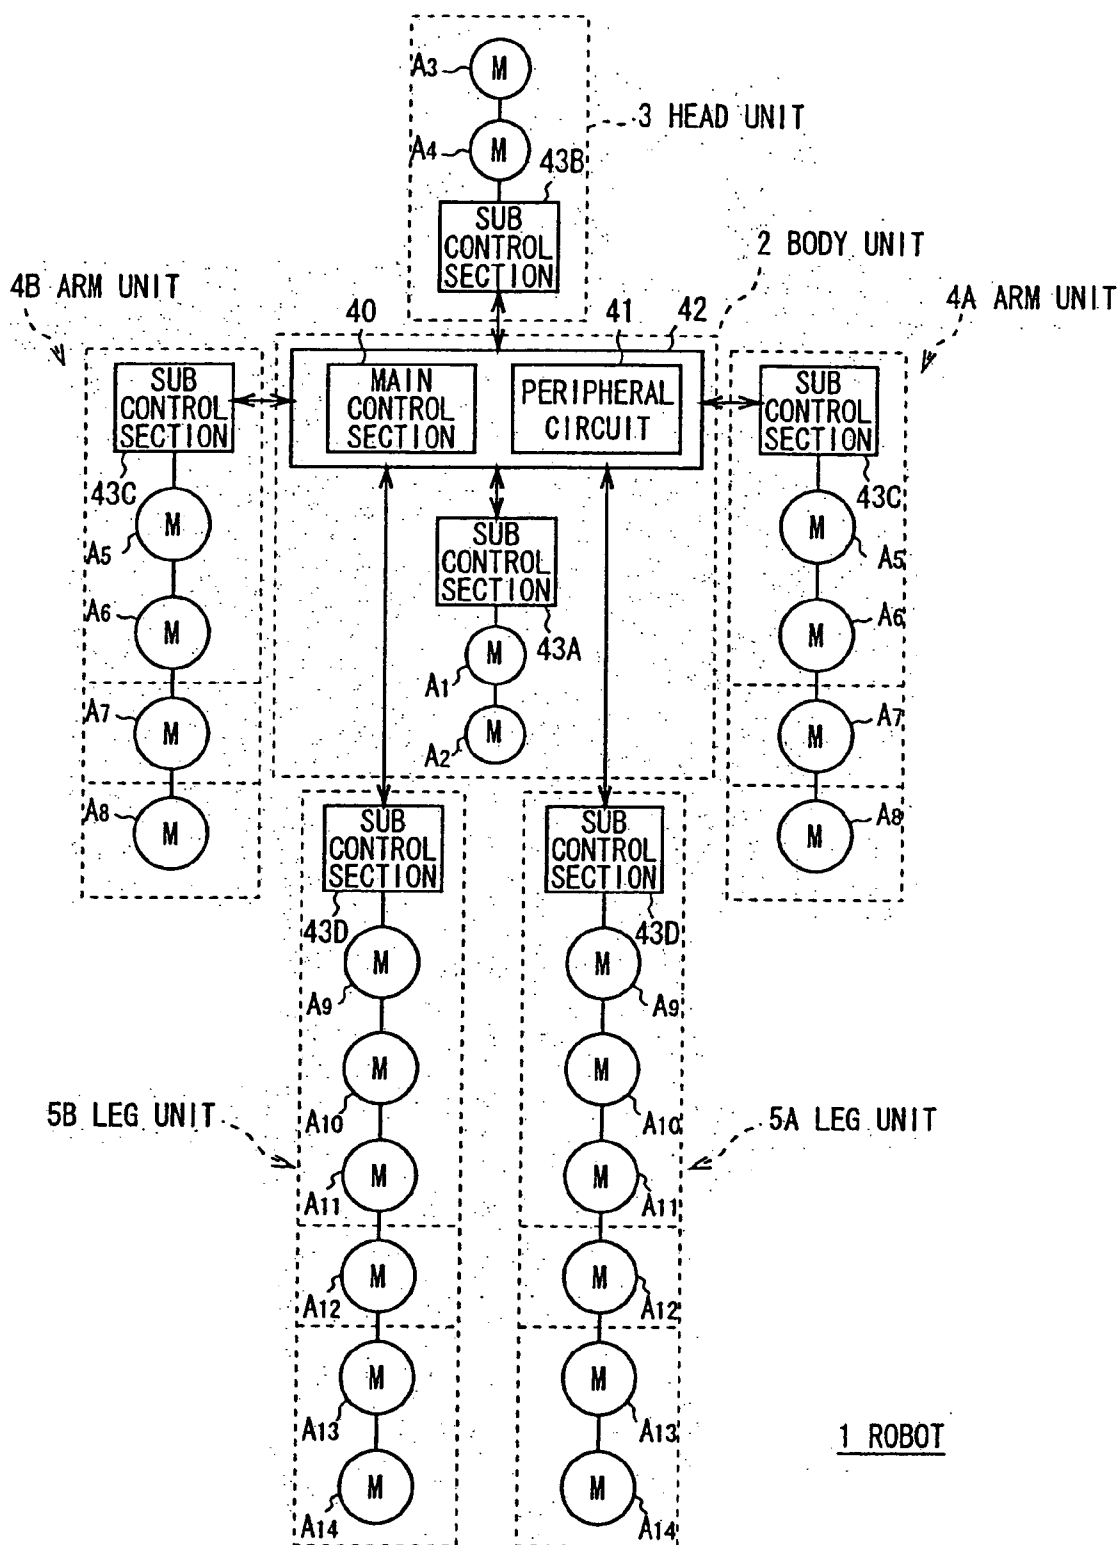 A3
M
3 HEAD UNIT
A4
M
43B
SUB
CONTROL
SECTION
2 BODY UNIT
4B ARM UNIT
4A ARM UNIT
40
41
42
SUB
CONTROL
SECTION
MAIN
CONTROL
SECTION
PERIPHERAL
CIRCUIT
SUB
CONTROL
SECTION
43C
43C
M
A5
SUB
CONTROL
SECTION
M
A5
A6
M
43A
M
A6
A1
M
A7
M
A2
M
M
A7
A8
M
M
A8
SUB
CONTROL
SECTION
SUB
CONTROL
SECTION
43D
43D
M
A9
M
A9
M
A10
M
A10
5B LEG UNIT
5A LEG UNIT
M
A11
M
A11
M
A12
M
A12
M
A13
M
A13
1 ROBOT
M
A14
M
A14